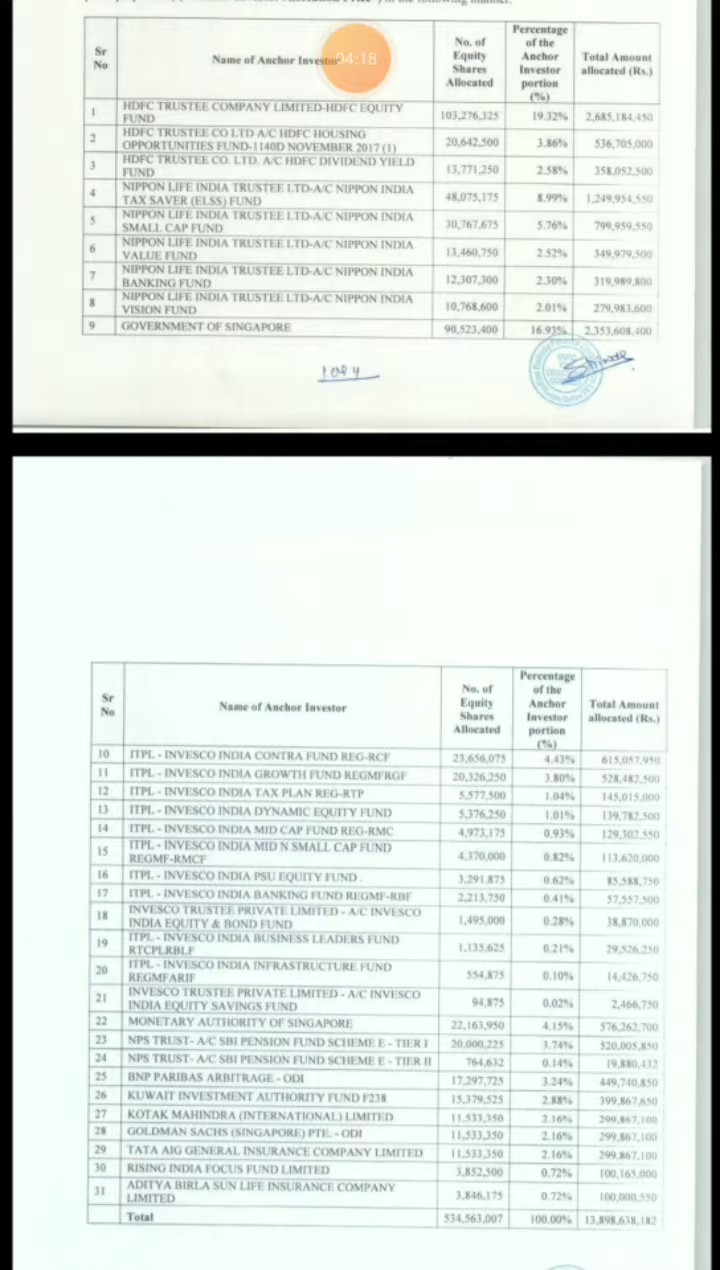 in the following manner:
Sr No | Name of Anchor Investor | No. of Equity Shares Allocated | Percentage of the Anchor Investor portion (%) | Total Amount allocated (Rs.)
04:18
1 | HDFC TRUSTEE COMPANY LIMITED-HDFC EQUITY FUND | 103,276,325 | 19.32% | 2,685,184,450
2 | HDFC TRUSTEE CO LTD A/C HDFC HOUSING OPPORTUNITIES FUND-1140D NOVEMBER 2017 (1) | 20,642,500 | 3.86% | 536,705,000
3 | HDFC TRUSTEE CO. LTD. A/C HDFC DIVIDEND YIELD FUND | 13,771,250 | 2.58% | 358,052,500
4 | NIPPON LIFE INDIA TRUSTEE LTD-A/C NIPPON INDIA TAX SAVER (ELSS) FUND | 48,075,175 | 8.99% | 1,249,954,550
5 | NIPPON LIFE INDIA TRUSTEE LTD-A/C NIPPON INDIA SMALL CAP FUND | 30,767,675 | 5.76% | 799,959,550
6 | NIPPON LIFE INDIA TRUSTEE LTD-A/C NIPPON INDIA VALUE FUND | 13,460,750 | 2.52% | 349,979,500
7 | NIPPON LIFE INDIA TRUSTEE LTD-A/C NIPPON INDIA BANKING FUND | 12,307,300 | 2.30% | 319,989,800
8 | NIPPON LIFE INDIA TRUSTEE LTD-A/C NIPPON INDIA VISION FUND | 10,768,600 | 2.01% | 279,983,600
9 | GOVERNMENT OF SINGAPORE | 90,523,400 | 16.93% | 2,353,608,400
1 of 4
Sr No | Name of Anchor Investor | No. of Equity Shares Allocated | Percentage of the Anchor Investor portion (%) | Total Amount allocated (Rs.)
10 | ITPL - INVESCO INDIA CONTRA FUND REG-RCF | 23,656,075 | 4.43% | 615,057,950
11 | ITPL - INVESCO INDIA GROWTH FUND REGMFRGF | 20,326,250 | 3.80% | 528,482,500
12 | ITPL - INVESCO INDIA TAX PLAN REG-RTP | 5,577,500 | 1.04% | 145,015,000
13 | ITPL - INVESCO INDIA DYNAMIC EQUITY FUND | 5,376,250 | 1.01% | 139,782,500
14 | ITPL - INVESCO INDIA MID CAP FUND REG-RMC | 4,973,175 | 0.93% | 129,302,550
15 | ITPL - INVESCO INDIA MID N SMALL CAP FUND REGMF-RMCF | 4,370,000 | 0.82% | 113,620,000
16 | ITPL - INVESCO INDIA PSU EQUITY FUND . | 3,291,875 | 0.62% | 85,588,750
17 | ITPL - INVESCO INDIA BANKING FUND REGMF-RBF | 2,213,750 | 0.41% | 57,557,500
18 | INVESCO TRUSTEE PRIVATE LIMITED - A/C INVESCO INDIA EQUITY & BOND FUND | 1,495,000 | 0.28% | 38,870,000
19 | ITPL - INVESCO INDIA BUSINESS LEADERS FUND RTCPLRBLF | 1,135,625 | 0.21% | 29,526,250
20 | ITPL - INVESCO INDIA INFRASTRUCTURE FUND REGMFARIF | 554,875 | 0.10% | 14,426,750
21 | INVESCO TRUSTEE PRIVATE LIMITED - A/C INVESCO INDIA EQUITY SAVINGS FUND | 94,875 | 0.02% | 2,466,750
22 | MONETARY AUTHORITY OF SINGAPORE | 22,163,950 | 4.15% | 576,262,700
23 | NPS TRUST- A/C SBI PENSION FUND SCHEME E - TIER I | 20,000,225 | 3.74% | 520,005,850
24 | NPS TRUST- A/C SBI PENSION FUND SCHEME E - TIER II | 764,632 | 0.14% | 19,880,432
25 | BNP PARIBAS ARBITRAGE - ODI | 17,297,725 | 3.24% | 449,740,850
26 | KUWAIT INVESTMENT AUTHORITY FUND F238 | 15,379,525 | 2.88% | 399,867,650
27 | KOTAK MAHINDRA (INTERNATIONAL) LIMITED | 11,533,350 | 2.16% | 299,867,100
28 | GOLDMAN SACHS (SINGAPORE) PTE. - ODI | 11,533,350 | 2.16% | 299,867,100
29 | TATA AIG GENERAL INSURANCE COMPANY LIMITED | 11,533,350 | 2.16% | 299,867,100
30 | RISING INDIA FOCUS FUND LIMITED | 3,852,500 | 0.72% | 100,165,000
31 | ADITYA BIRLA SUN LIFE INSURANCE COMPANY LIMITED | 3,846,175 | 0.72% | 100,000,550
Total | 534,563,007 | 100.00% | 13,898,638,182